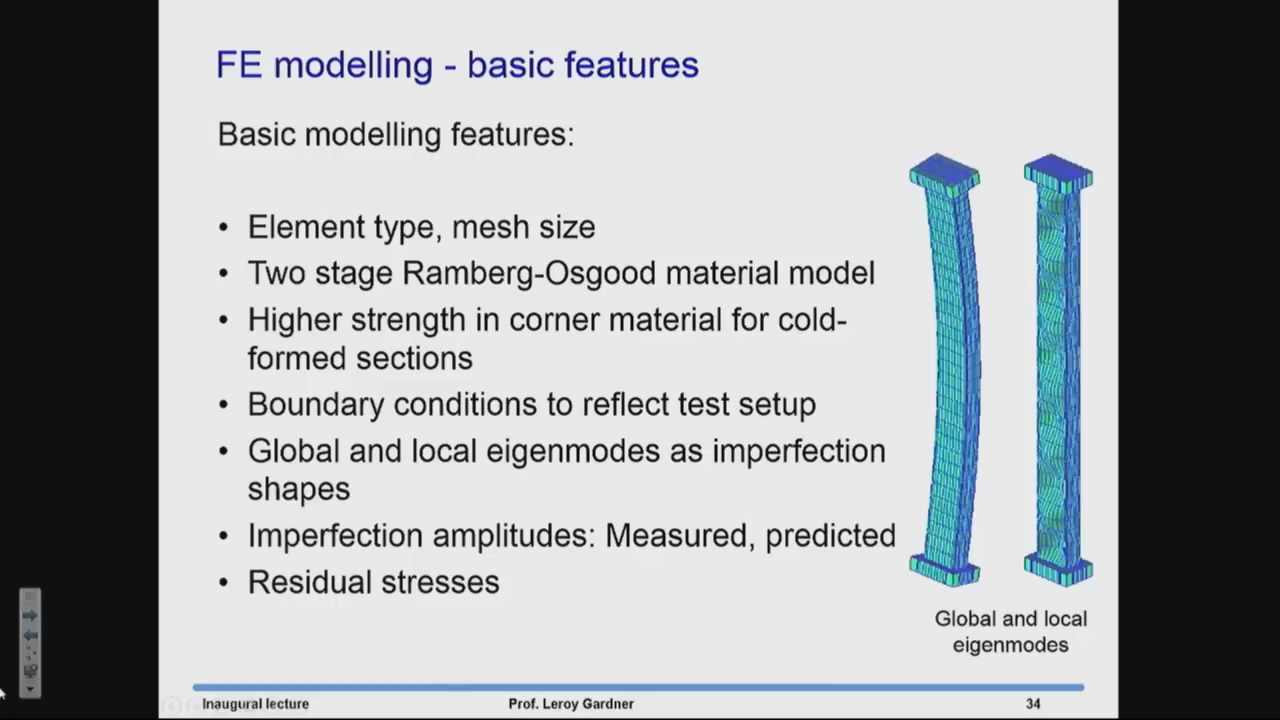 FE modelling - basic features
Basic modelling features:
• Element type, mesh size
• Two stage Ramberg-Osgood material model
• Higher strength in corner material for cold-
formed sections
• Boundary conditions to reflect test setup
• Global and local eigenmodes as imperfection
shapes
• Imperfection amplitudes: Measured, predicted
• Residual stresses
Global and local
eigenmodes
Inaugural lecture
Prof. Leroy Gardner
34